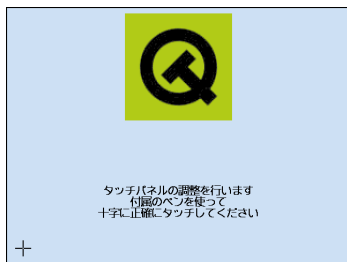 タッチパネルの調整を行います
付属のペンを使って
十字に正確にタッチしてください